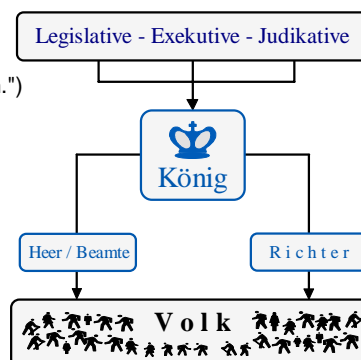 Legislative - Exekutive - Judikative
.")
König
Heer / Beamte
Richter
Volk